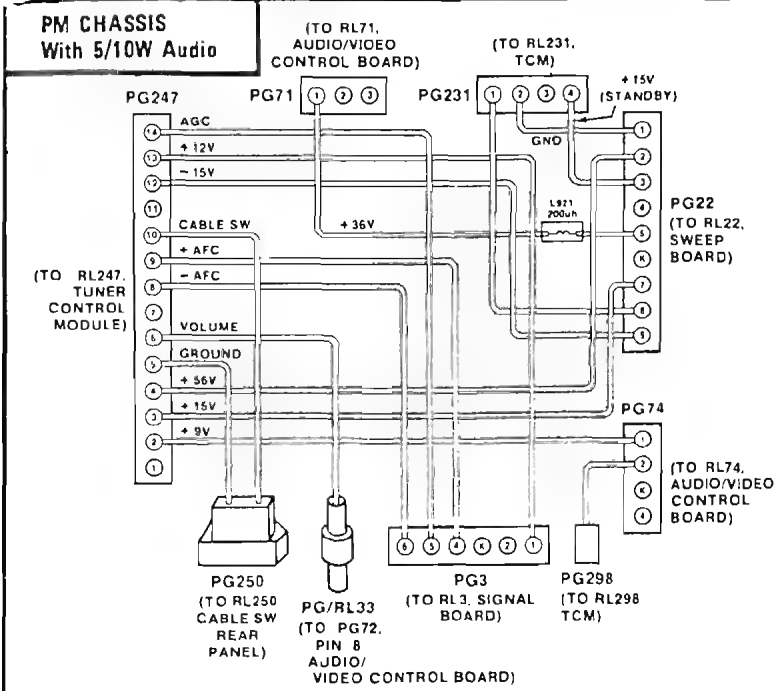 PM CHASSIS
With 5/10W Audio
(TO RL71,
AUDIO/VIDEO
CONTROL BOARD)
(TO RL231,
TCM)
+ 15V
(STANDBY)
PG247
PG71
1 2 3
PG231
1 2 3 4
GND
14 AGC
13 + 12V
12 - 15V
11
10 CABLE SW
9 + AFC
8 - AFC
7
6 VOLUME
5 GROUND
4 + 56V
3 + 15V
2 + 9V
1
(TO RL247,
TUNER
CONTROL
MODULE)
+ 36V
L921
200uh
1
2
3
4
5
K
7
8
9
PG22
(TO RL22,
SWEEP
BOARD)
PG74
1
2
K
4
(TO RL74,
AUDIO/VIDEO
CONTROL
BOARD)
6 5 4 K 2 1
PG250
(TO RL250
CABLE SW
REAR
PANEL)
PG/RL33
(TO PG72,
PIN 8
AUDIO/
VIDEO CONTROL BOARD)
PG3
(TO RL3, SIGNAL
BOARD)
PG298
(TO RL298
TCM)